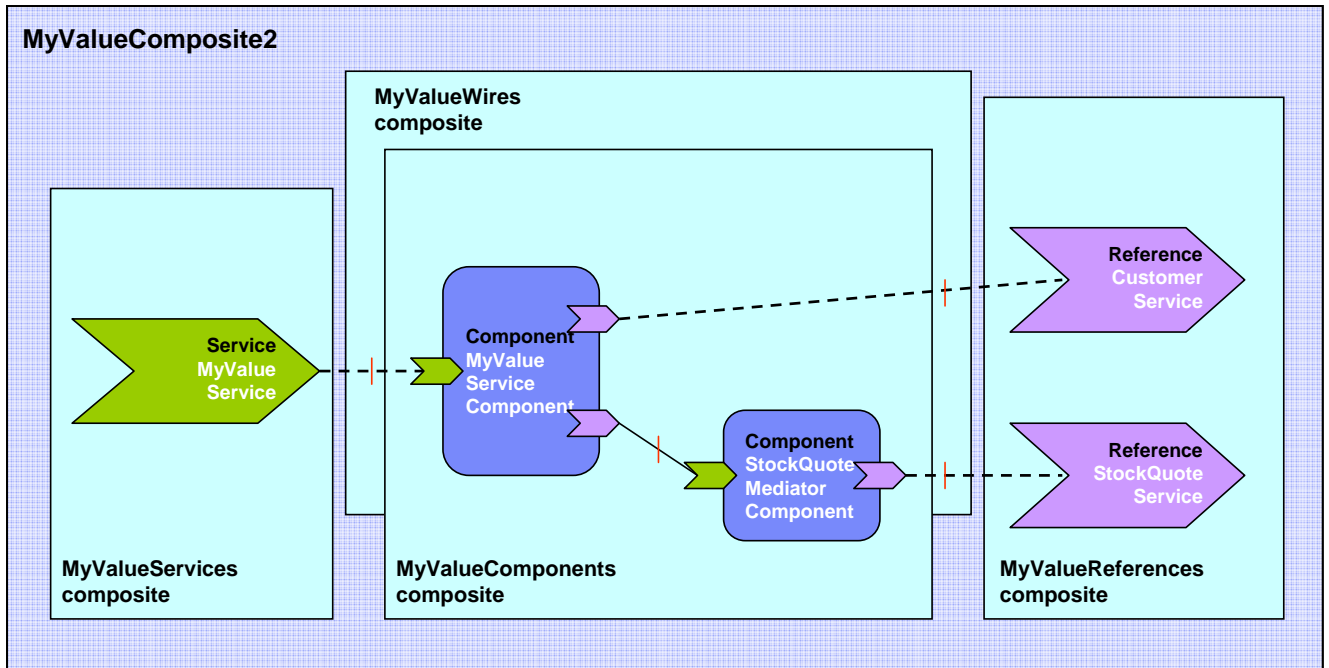 MyValueComposite2
MyValueWires
composite
Service
MyValue
Service
Component
MyValue
Service
Component
Component
StockQuote
Mediator
Component
Reference
Customer
Service
Reference
StockQuote
Service
MyValueServices
composite
MyValueComponents
composite
MyValueReferences
composite